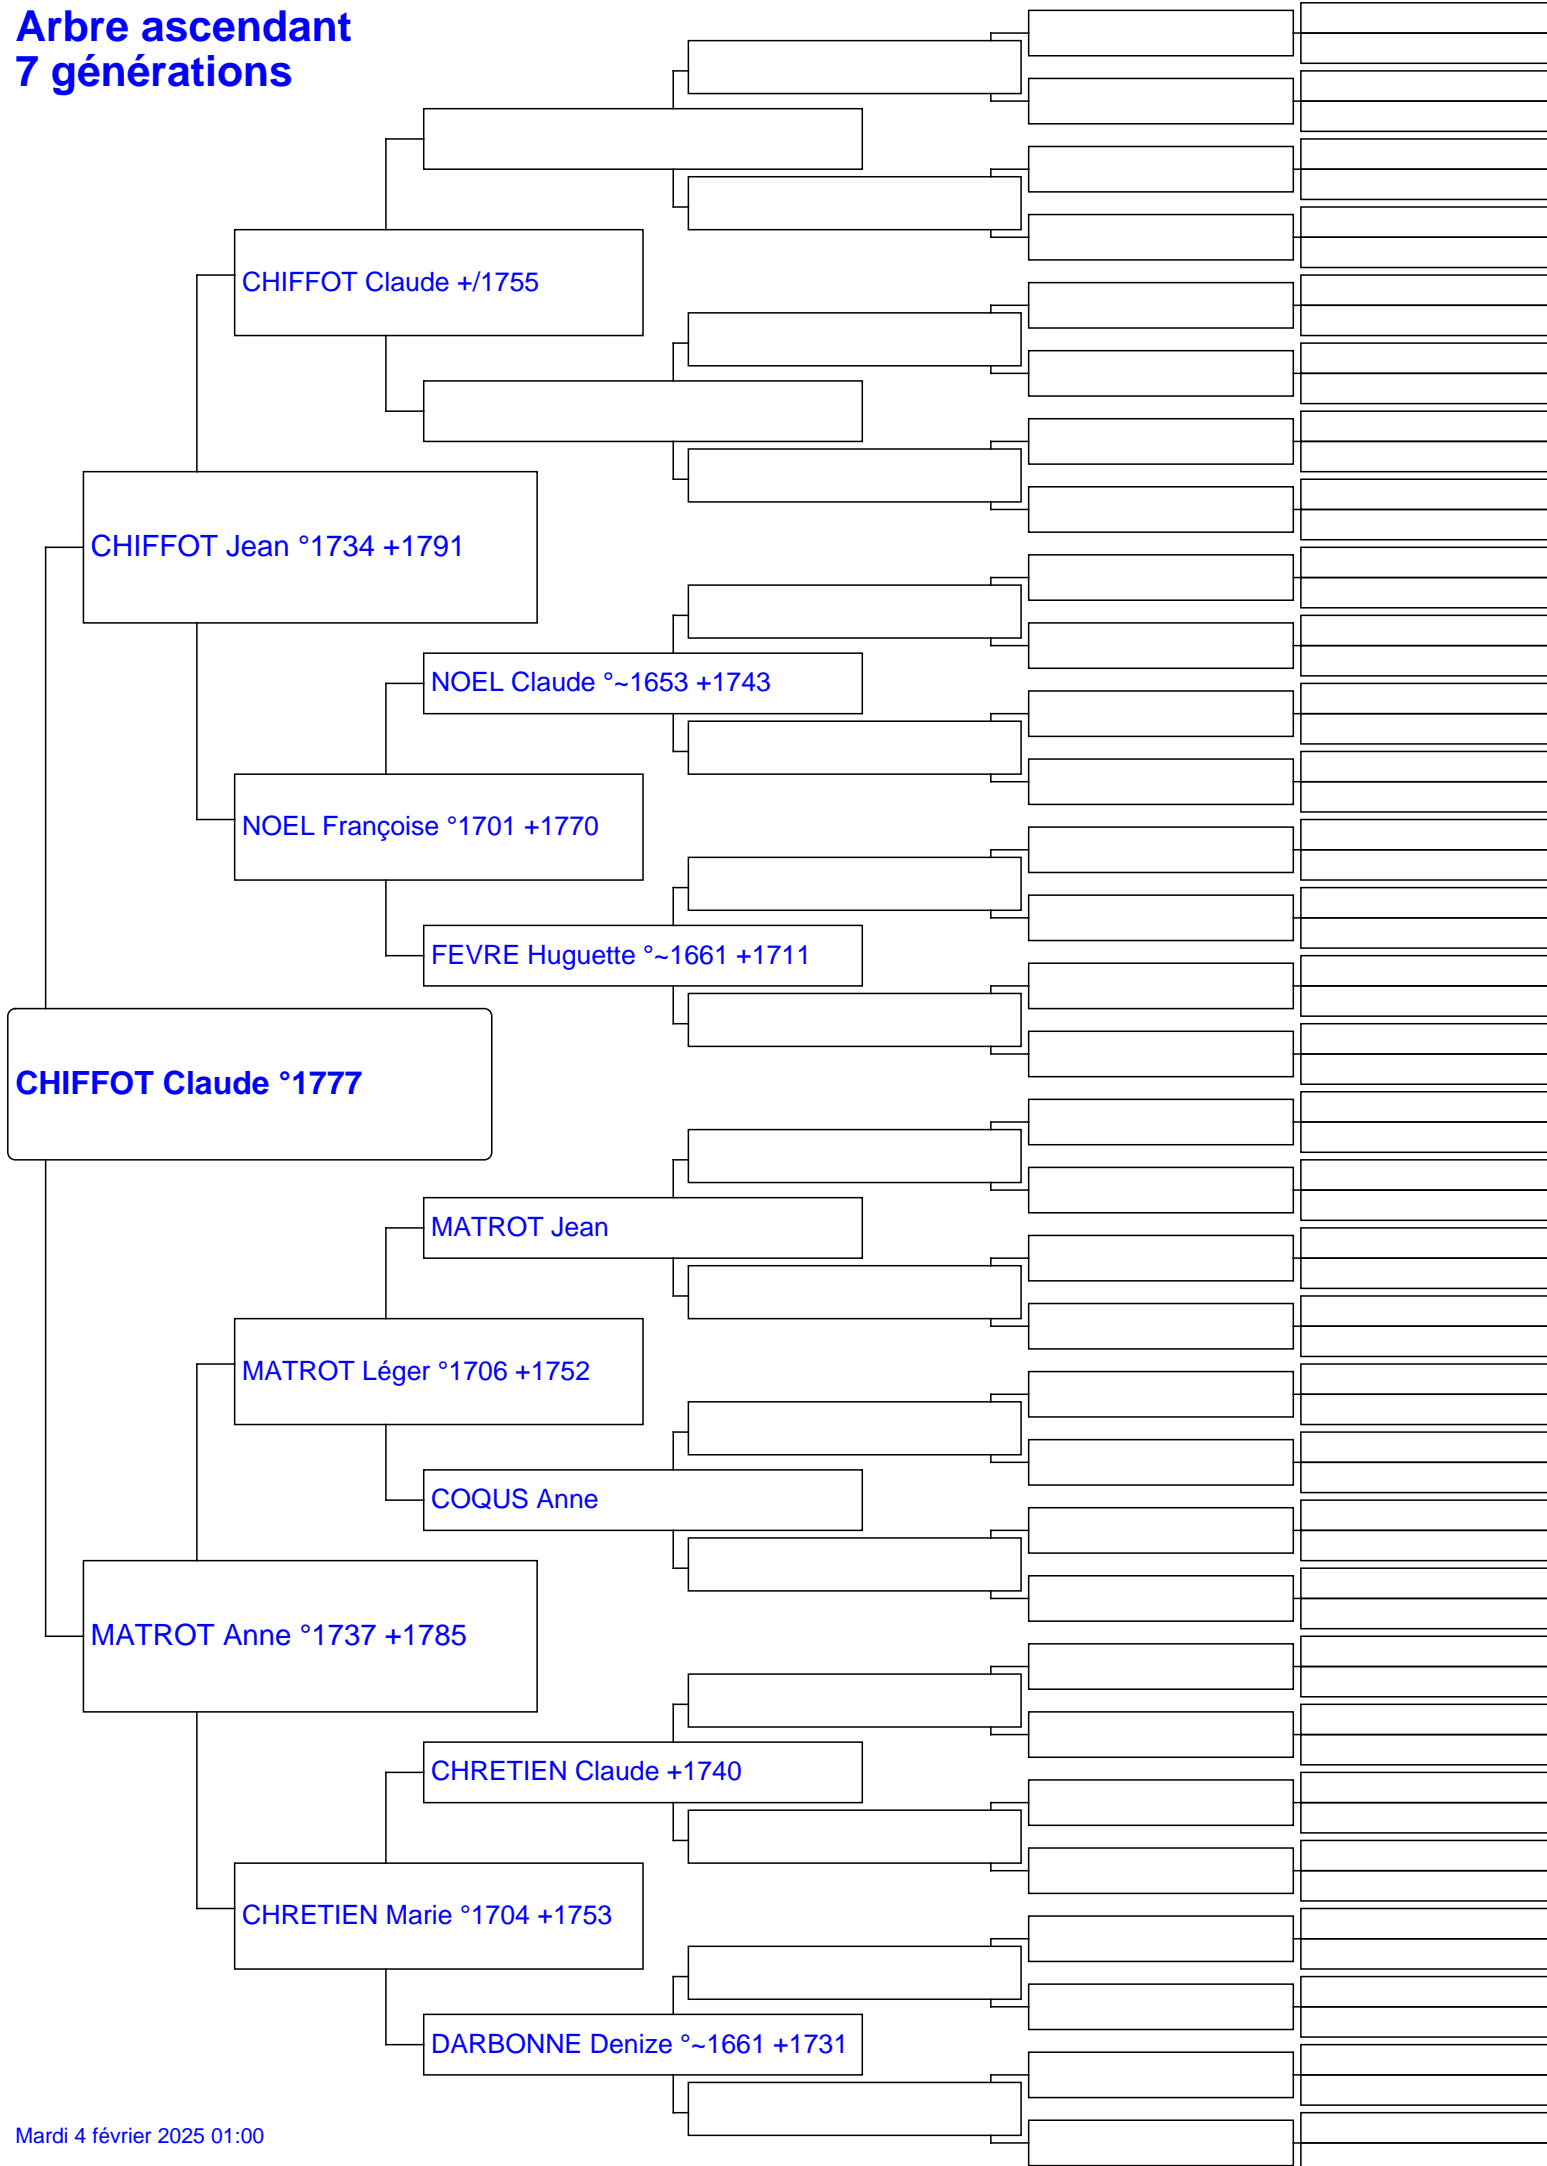 Arbre ascendant
7 générations
CHIFFOT Claude +/1755
CHIFFOT Jean °1734 +1791
NOEL Claude °~1653 +1743
NOEL Françoise °1701 +1770
FEVRE Huguette °~1661 +1711
CHIFFOT Claude °1777
MATROT Jean
MATROT Léger °1706 +1752
COQUS Anne
MATROT Anne °1737 +1785
CHRETIEN Claude +1740
CHRETIEN Marie °1704 +1753
DARBONNE Denize °~1661 +1731
Mardi 4 février 2025 01:00